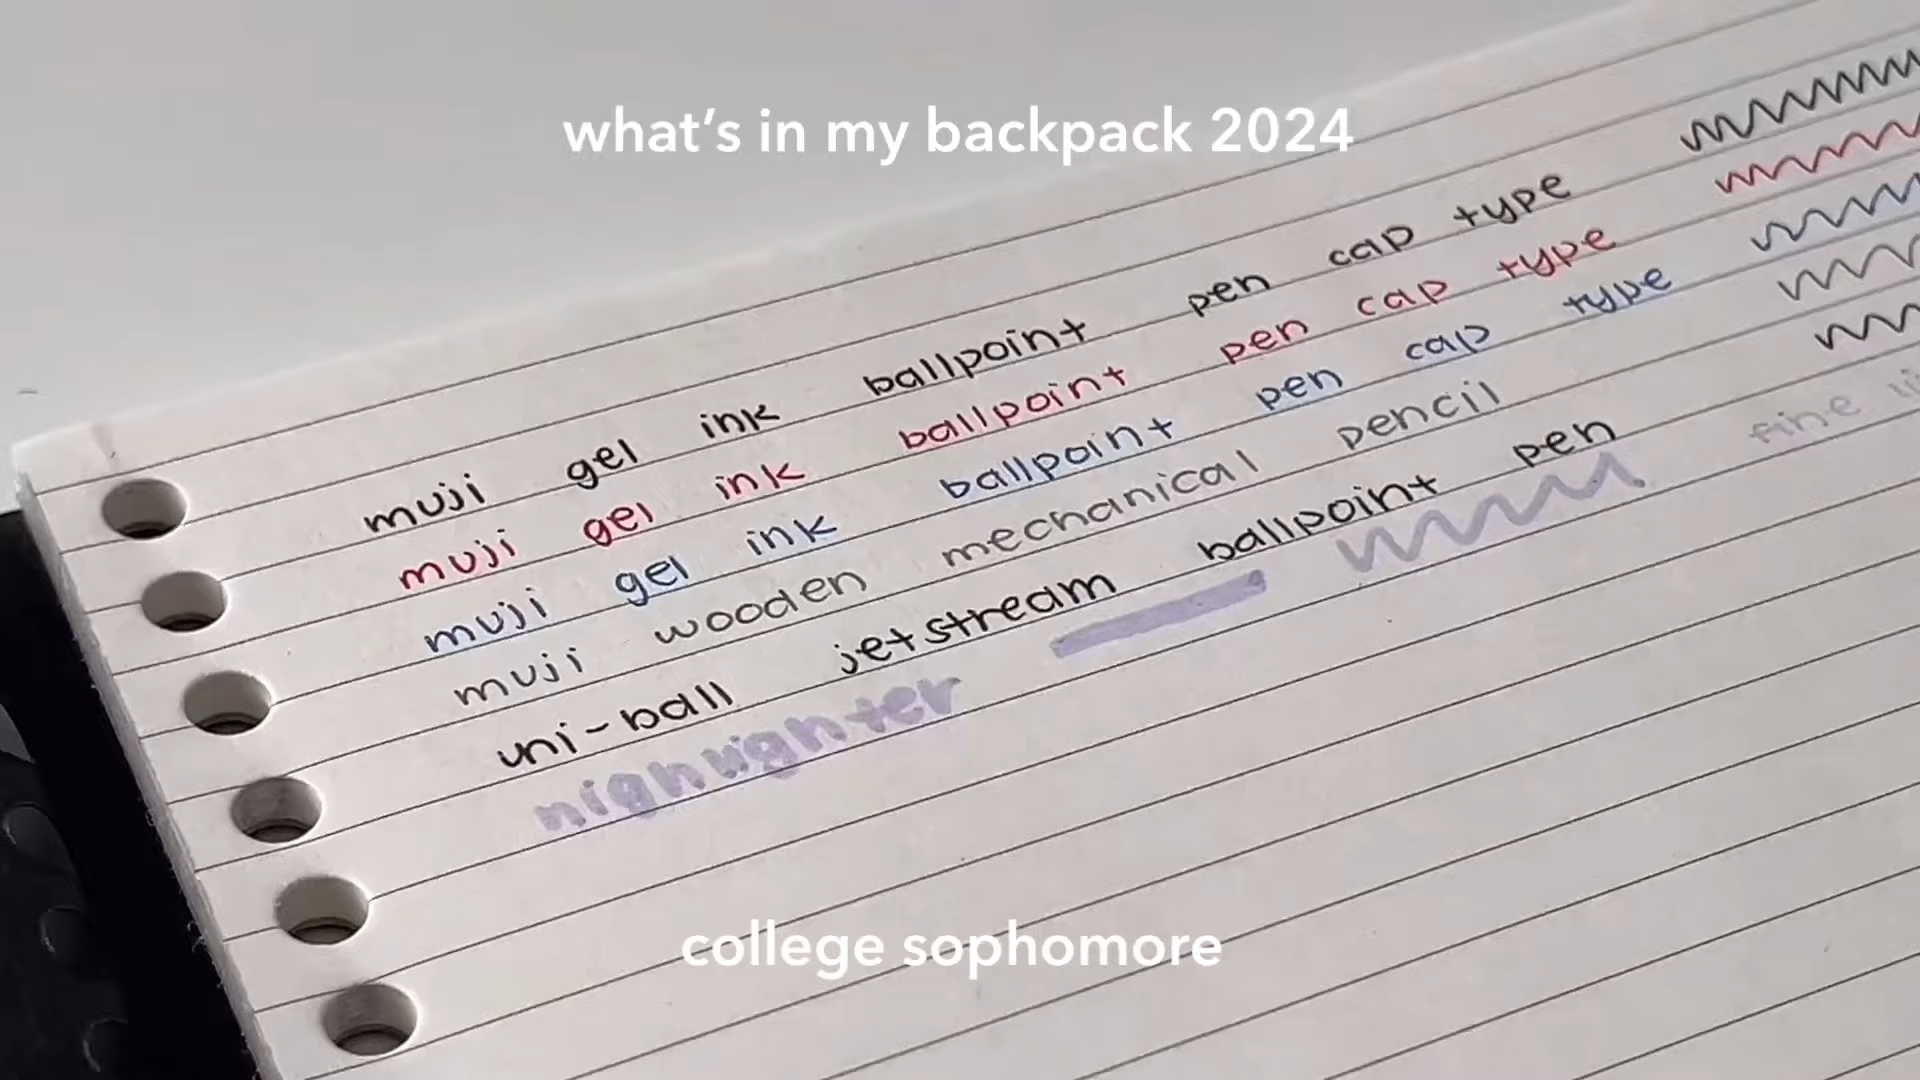 what's in my backpack 2024
muji gel ink ballpoint pen cap type
muji gel ink ballpoint pen cap type
muji gel ink ballpoint pen cap type
muji wooden mechanical pencil
uni-ball jetstream ballpoint pen
highlighter
fine
college sophomore